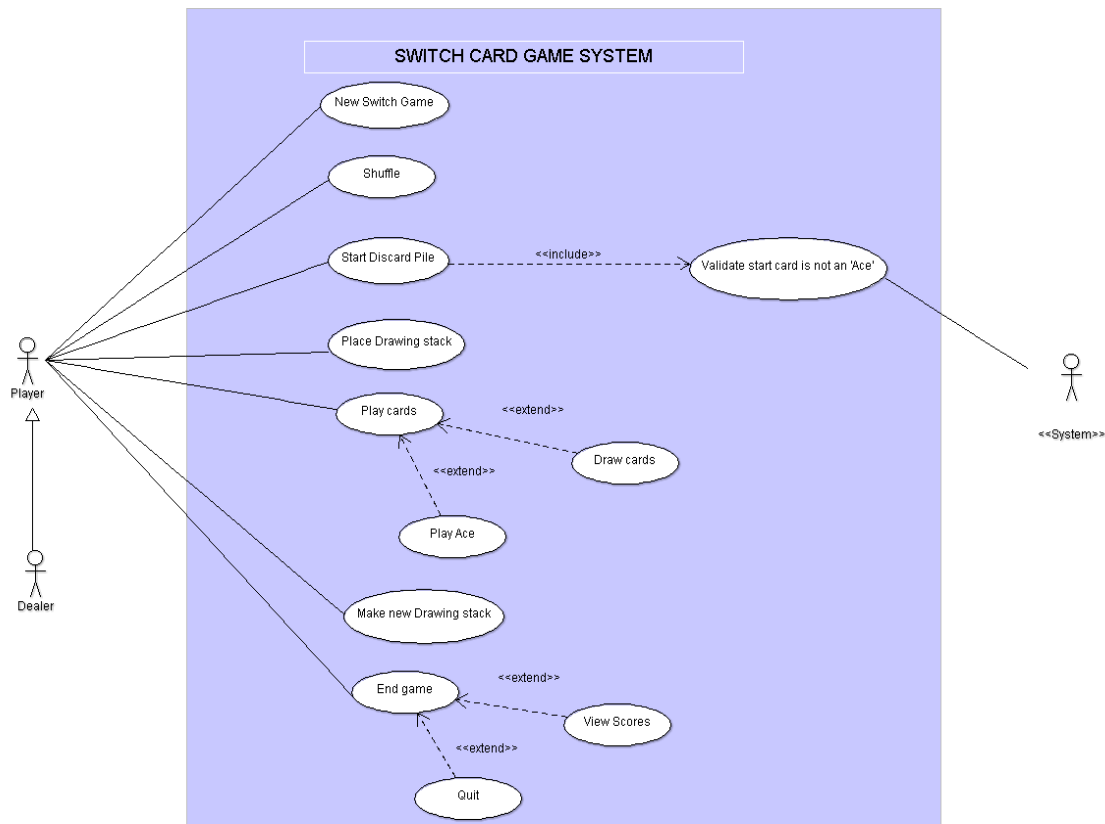 SWITCH CARD GAME SYSTEM
New Switch Game
Shuffle
Start Discard Pile
<<include>>
Validate start card is not an 'Ace'
Place Drawing stack
Player
Play cards
<<extend>>
<<System>>
Draw cards
<<extend>>
Play Ace
Dealer
Make new Drawing stack
End game
<<extend>>
View Scores
<<extend>>
Quit